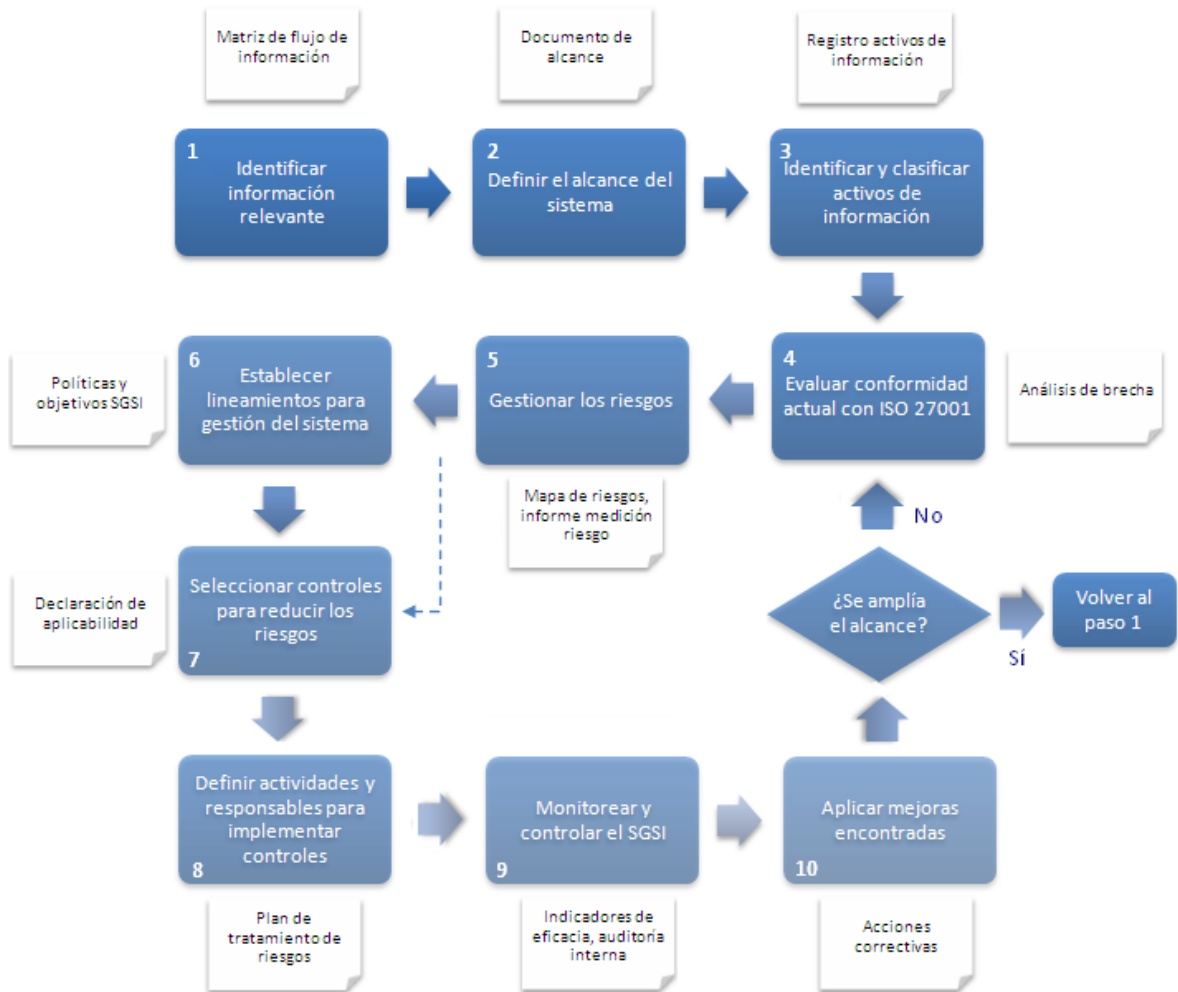 Matriz de flujo de
información
Documento de
alcance
Registro activos de
información
1
Identificar
información
relevante
2
Definir el alcance del
sistema
3
Identificar y clasificar
activos de
información
Políticas y
objetivos SGSI
6
Establecer
lineamientos para
gestión del sistema
5
Gestionar los riesgos
4
Evaluar conformidad
actual con ISO 27001
Análisis de brecha
Mapa de riesgos,
informe medición
riesgo
No
Declaración de
aplicabilidad
Seleccionar controles
para reducir los
riesgos
7
¿Se amplía
el alcance?
Sí
Volver al
paso 1
Definir actividades y
responsables para
implementar
controles
8
Monitorear y
controlar el SGSI
9
Aplicar mejoras
encontradas
10
Plan de
tratamiento de
riesgos
Indicadores de
eficacia, auditoría
interna
Acciones
correctivas